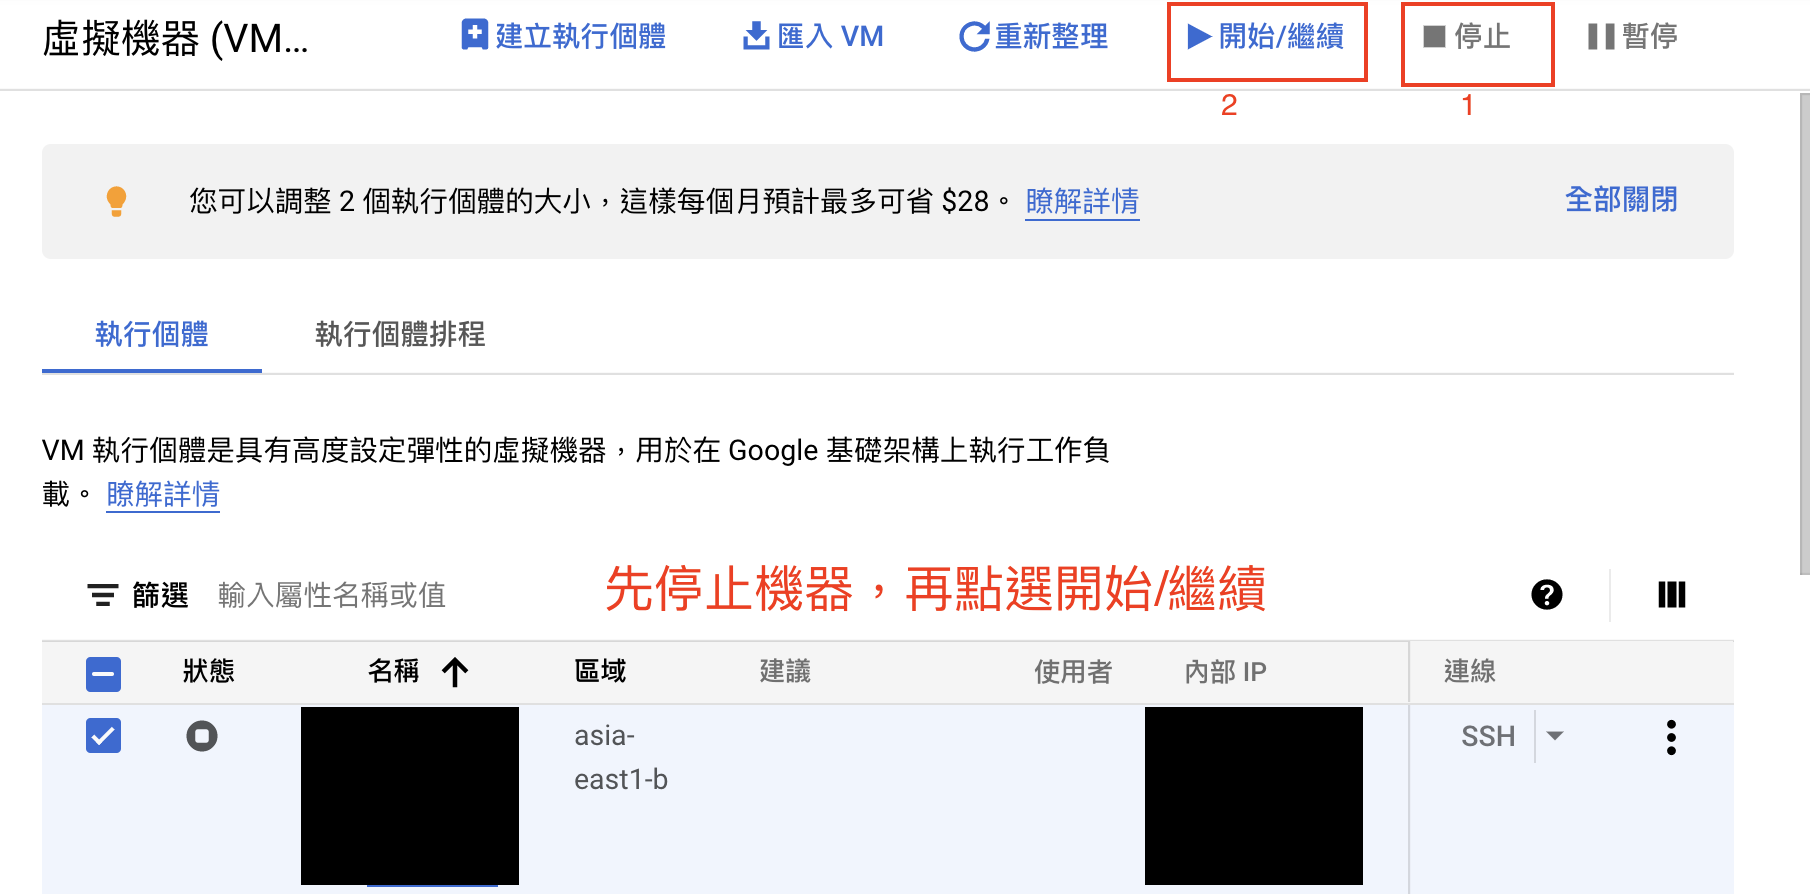 虛擬機器 (VM...
建立執行個體
匯入 VM
重新整理
開始/繼續
停止
暫停
2
1
您可以調整 2 個執行個體的大小，這樣每個月預計最多可省 $28。 瞭解詳情
全部關閉
執行個體
執行個體排程
VM 執行個體是具有高度設定彈性的虛擬機器，用於在 Google 基礎架構上執行工作負
載。 瞭解詳情
篩選 輸入屬性名稱或值
先停止機器，再點選開始/繼續
狀態 名稱 區域 建議 使用者 內部 IP 連線
asia-
east1-b
SSH